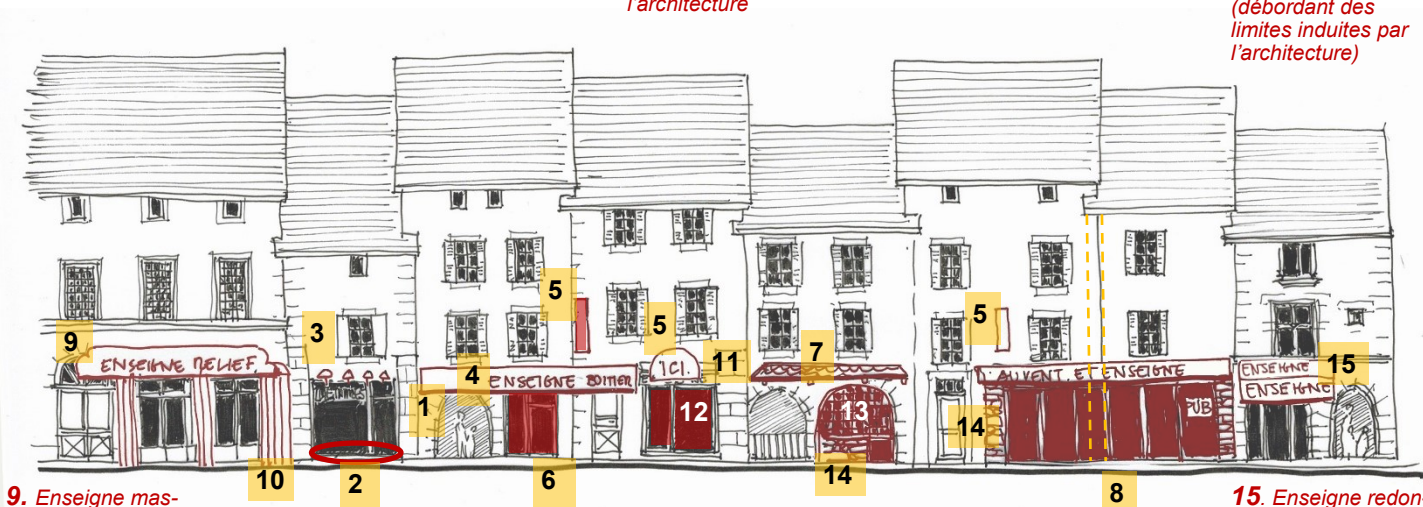 l'architecture
(débordant des
limites induites par
l'architecture)
5
3
5
5
9
ENSEIGNE RELIEF.
4
ICI.
11
7
15
ENSEIGNE BOITIER
AUVENT ET ENSEIGNE
ENSEIGNE
ENSEIGNE
1
12
13
PUB
14
10
2
6
14
8
9. Enseigne mas-
15. Enseigne redon-